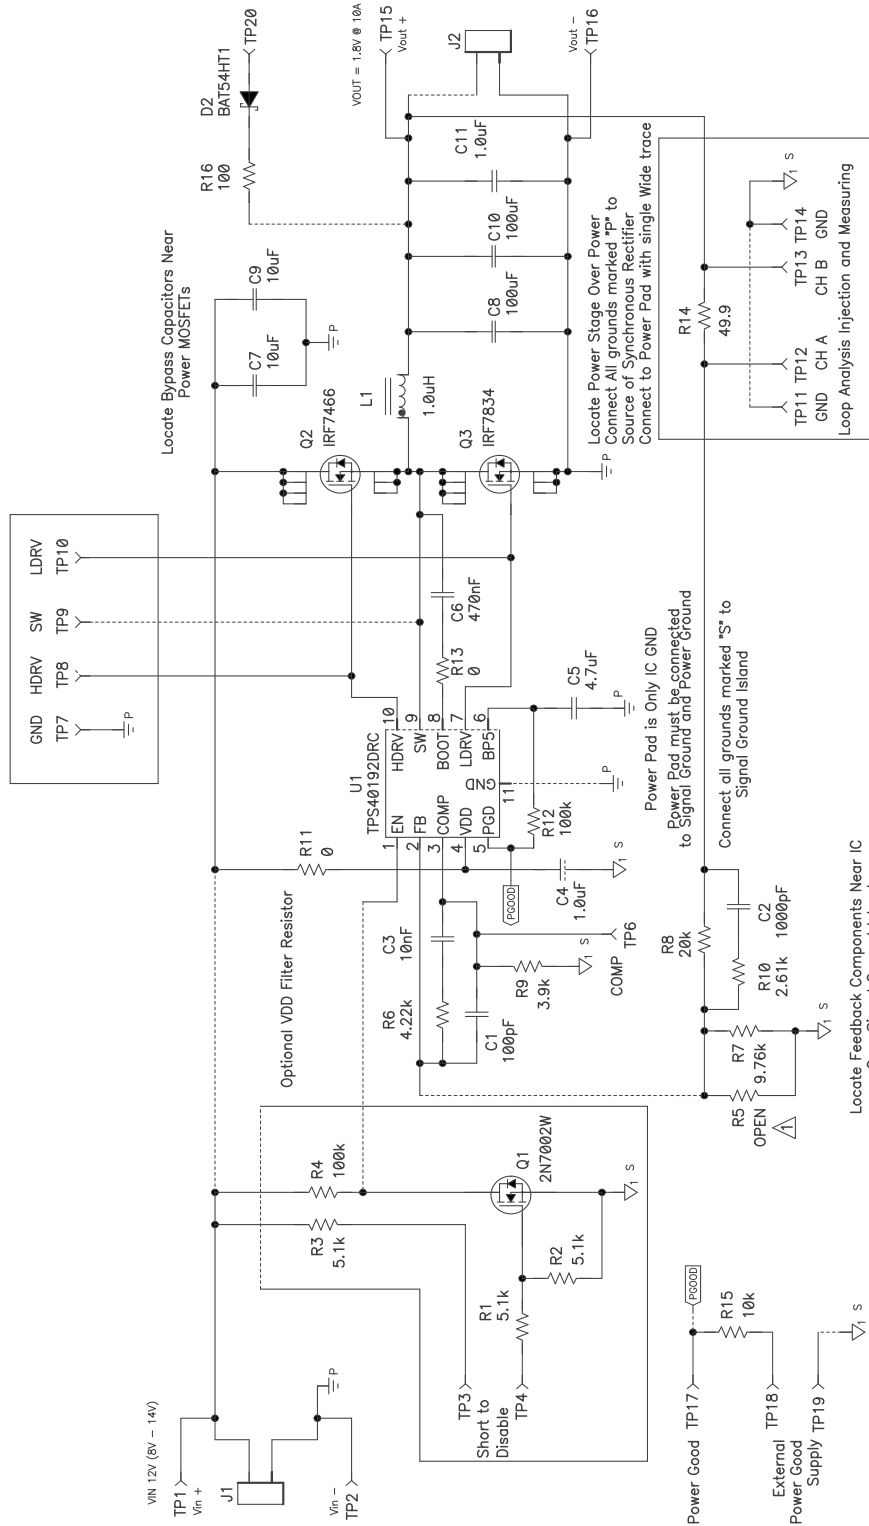 VIN 12V (8V – 14V)
TP1
Vin +
J1
Vin –
TP2
TP3
Short to
Disable
TP4
R3
5.1k
R4
100k
R1
5.1k
R2
5.1k
Q1
2N7002W
1 S
P
Power Good TP17
PGOOD
R15
10k
External TP18
Power Good
Supply TP19
1 S
GND HDRV SW LDRV
TP7 TP8 TP9 TP10
P
Optional VDD Filter Resistor
R11
0
U1
TPS40192DRC
1 EN
2 FB
3 COMP
4 VDD
5 PGD
HDRV 10
SW 9
BOOT 8
LDRV 7
BP5 6
GND
11
R6
4.22k
C3
10nF
C1
100pF
R9
3.9k
1 S
COMP TP6
PGOOD
C4
1.0uF
1 S
R12
100k
C5
4.7uF
P
P
R13
0
C6
470nF
Power Pad is Only IC GND
Power Pad must be connected
to Signal Ground and Power Ground
Connect all grounds marked "S" to
Signal Ground Island
R5
OPEN
1
R7
9.76k
R8
20k
R10
2.61k
C2
1000pF
1 S
Locate Feedback Components Near IC
Locate Bypass Capacitors Near
Power MOSFETs
C7
10uF
C9
10uF
P
Q2
IRF7466
Q3
IRF7834
L1
1.0uH
P
C8
100uF
C10
100uF
C11
1.0uF
R16
100
D2
BAT54HT1
TP20
VOUT = 1.8V @ 10A
TP15
Vout +
J2
Vout –
TP16
Locate Power Stage Over Power
Connect All grounds marked "P" to
Source of Synchronous Rectifier
Connect to Power Pad with single Wide trace
R14
49.9
TP11 TP12 TP13 TP14
GND CH A CH B GND
1 S
Loop Analysis Injection and Measuring